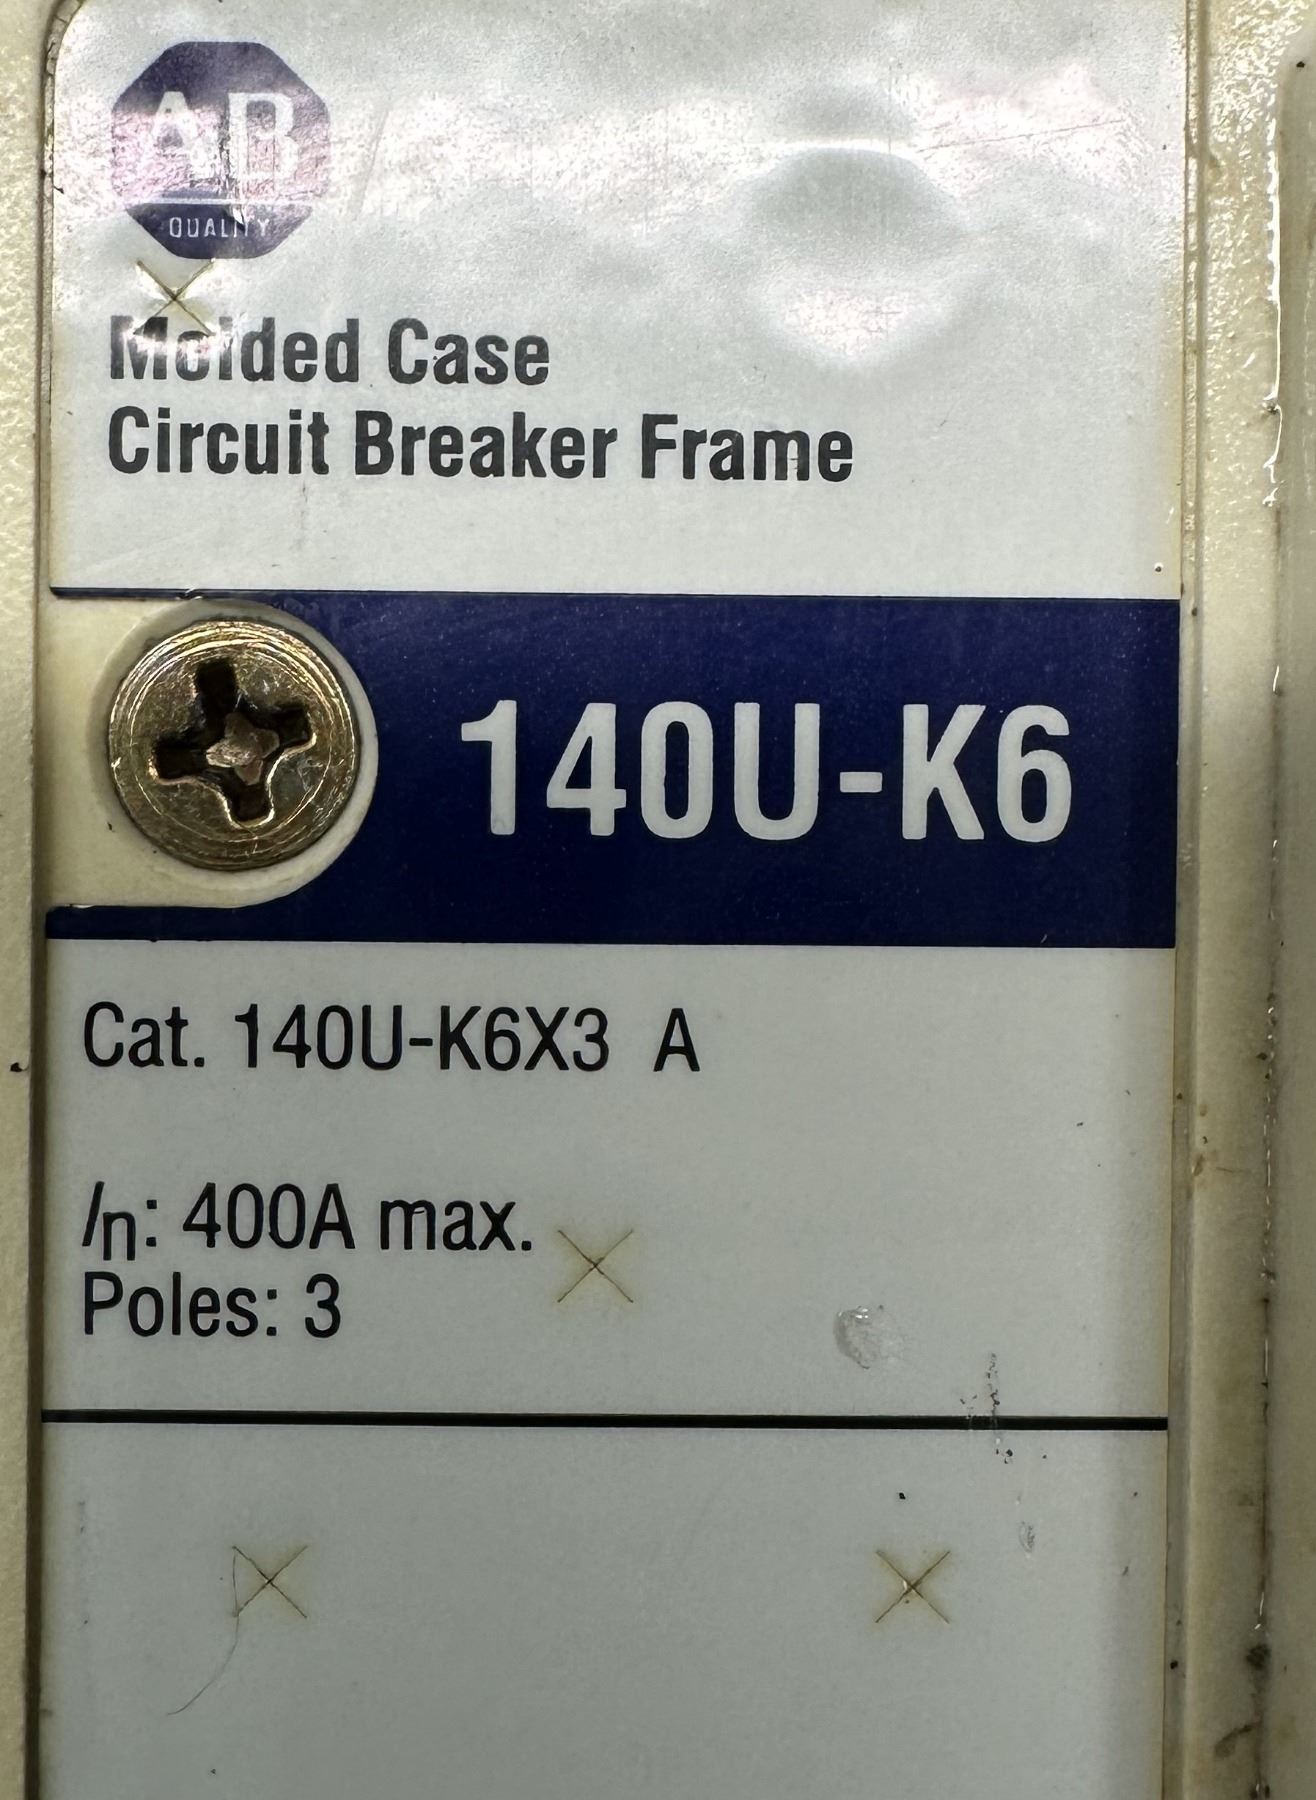 AB
QUALITY
Molded Case
Circuit Breaker Frame
140U-K6
Cat. 140U-K6X3 A
In: 400A max.
Poles: 3